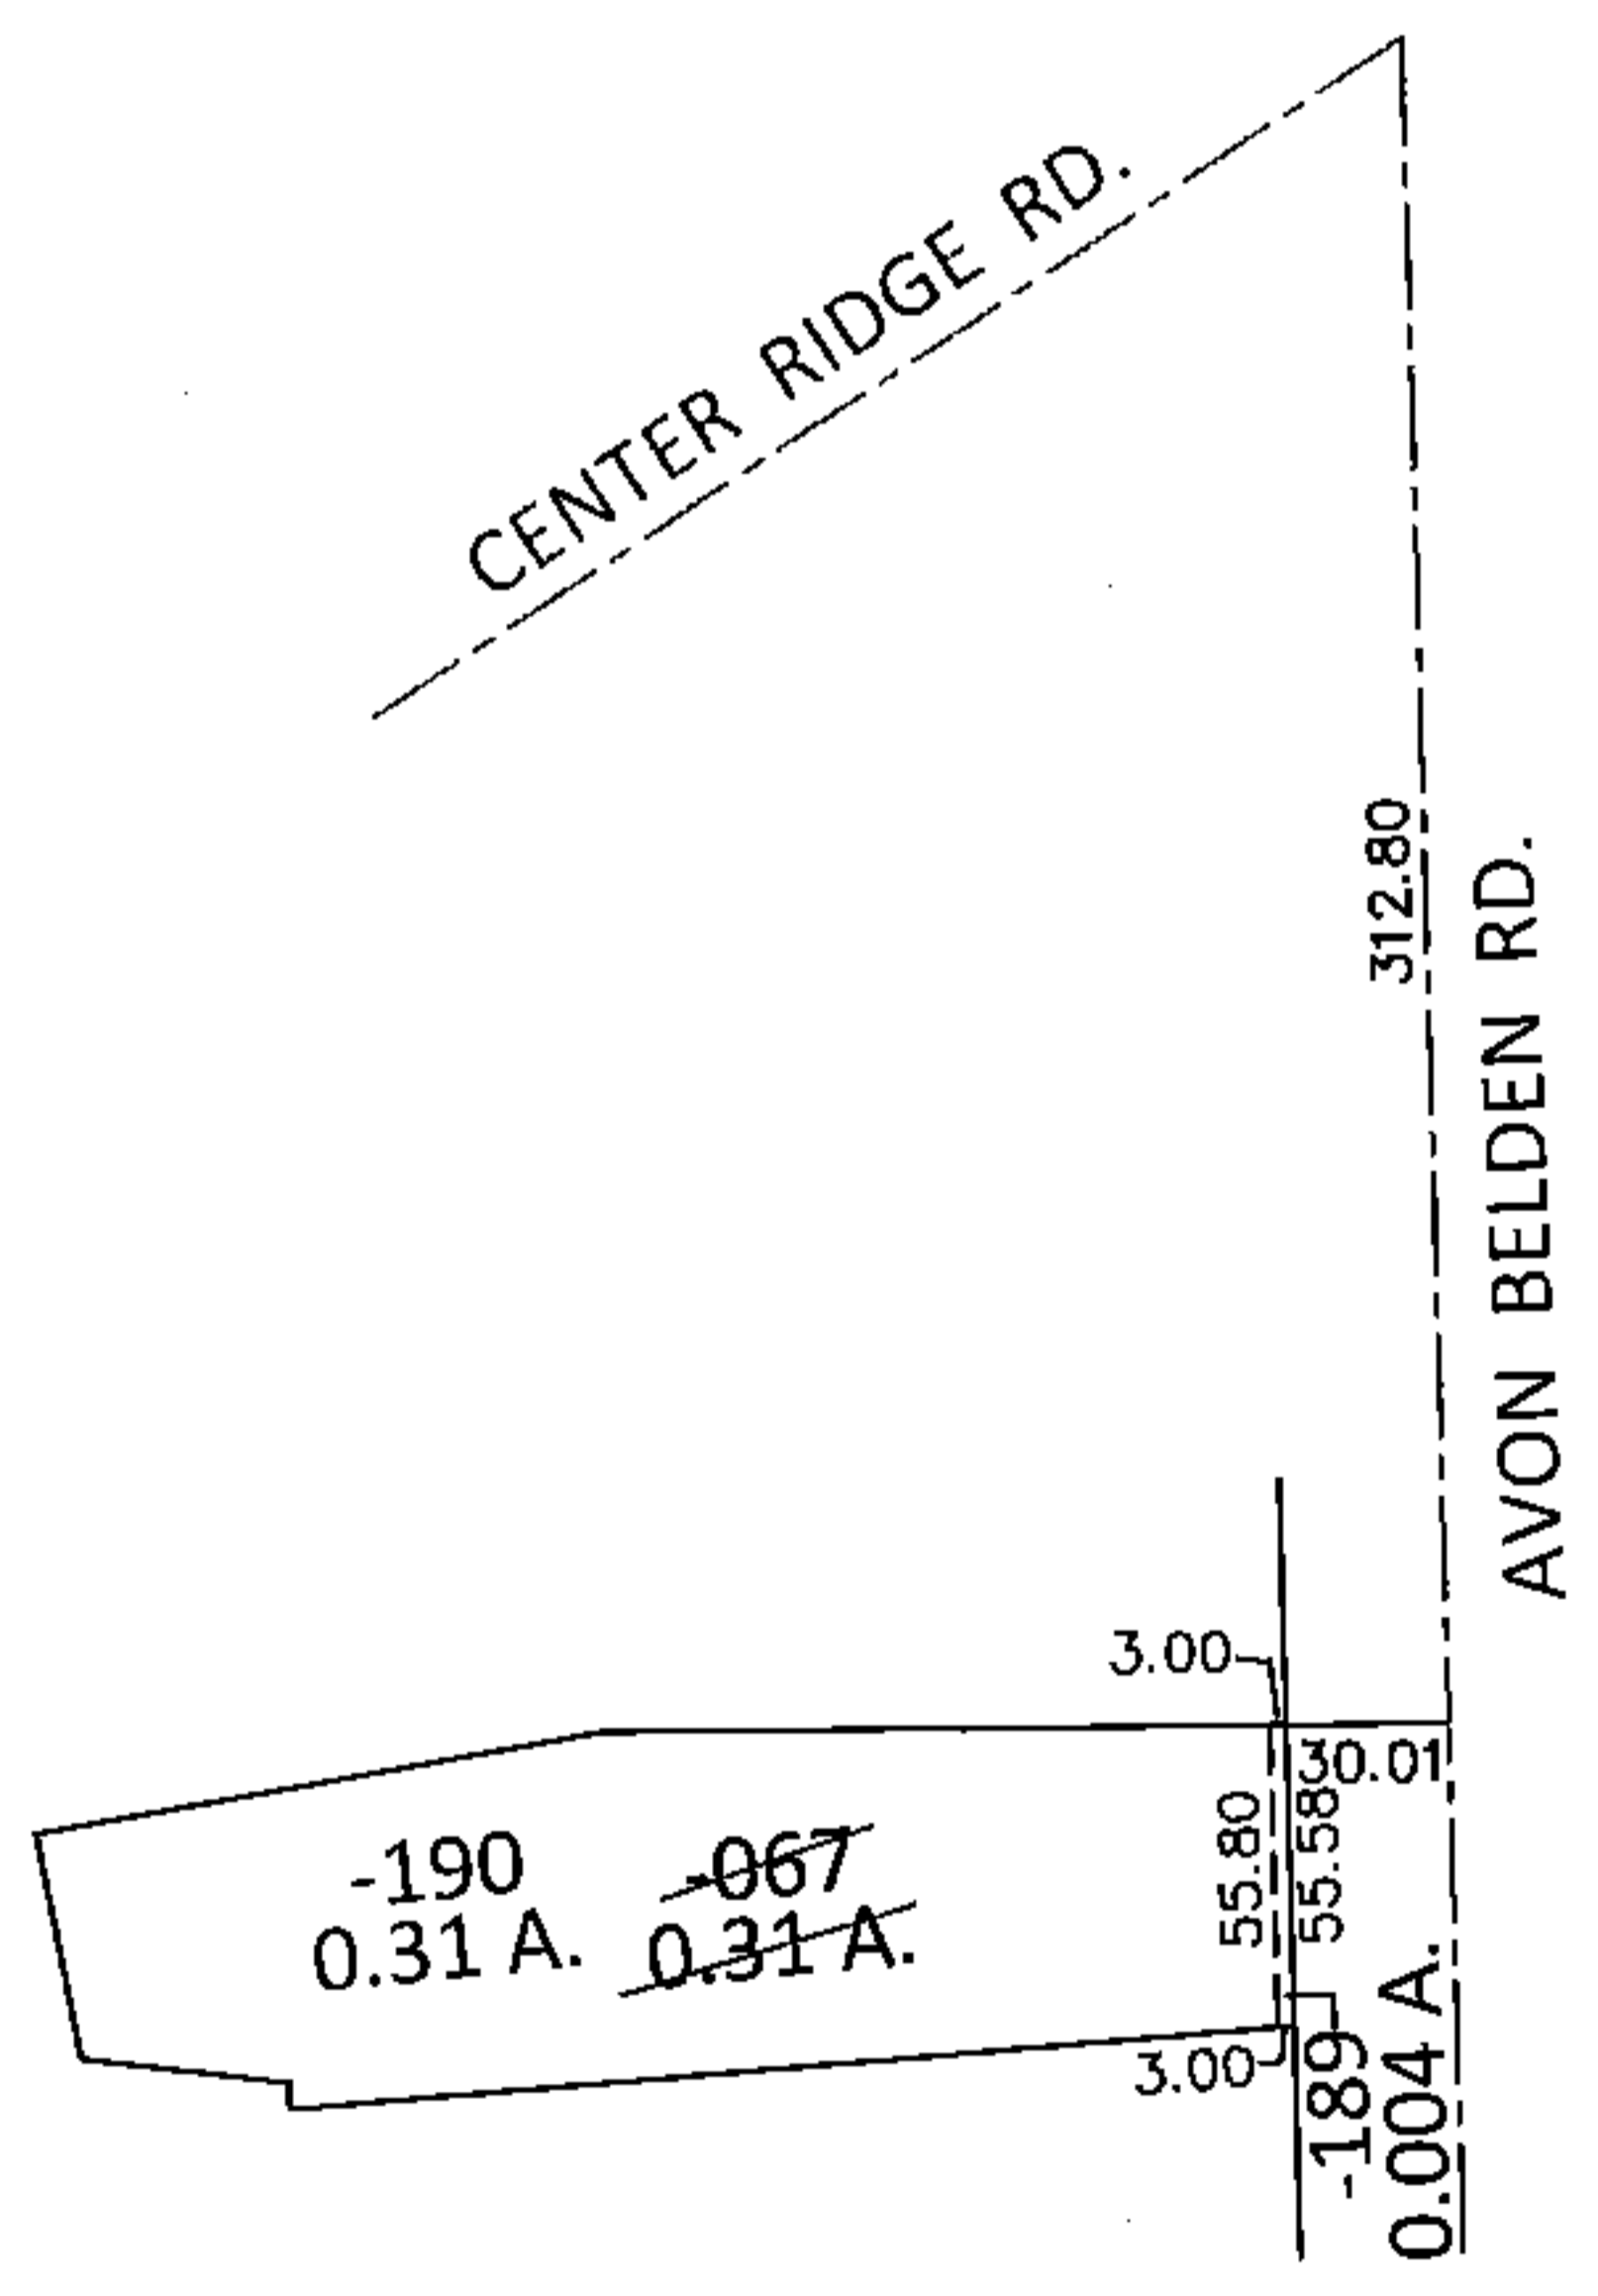 CENTER RIDGE RD.
312.80
AVON BELDEN RD.
3.00
30.01
55.80
55.58
-190
-067
0.31 A.
0.31 A.
3.00
-189
0.004 A.